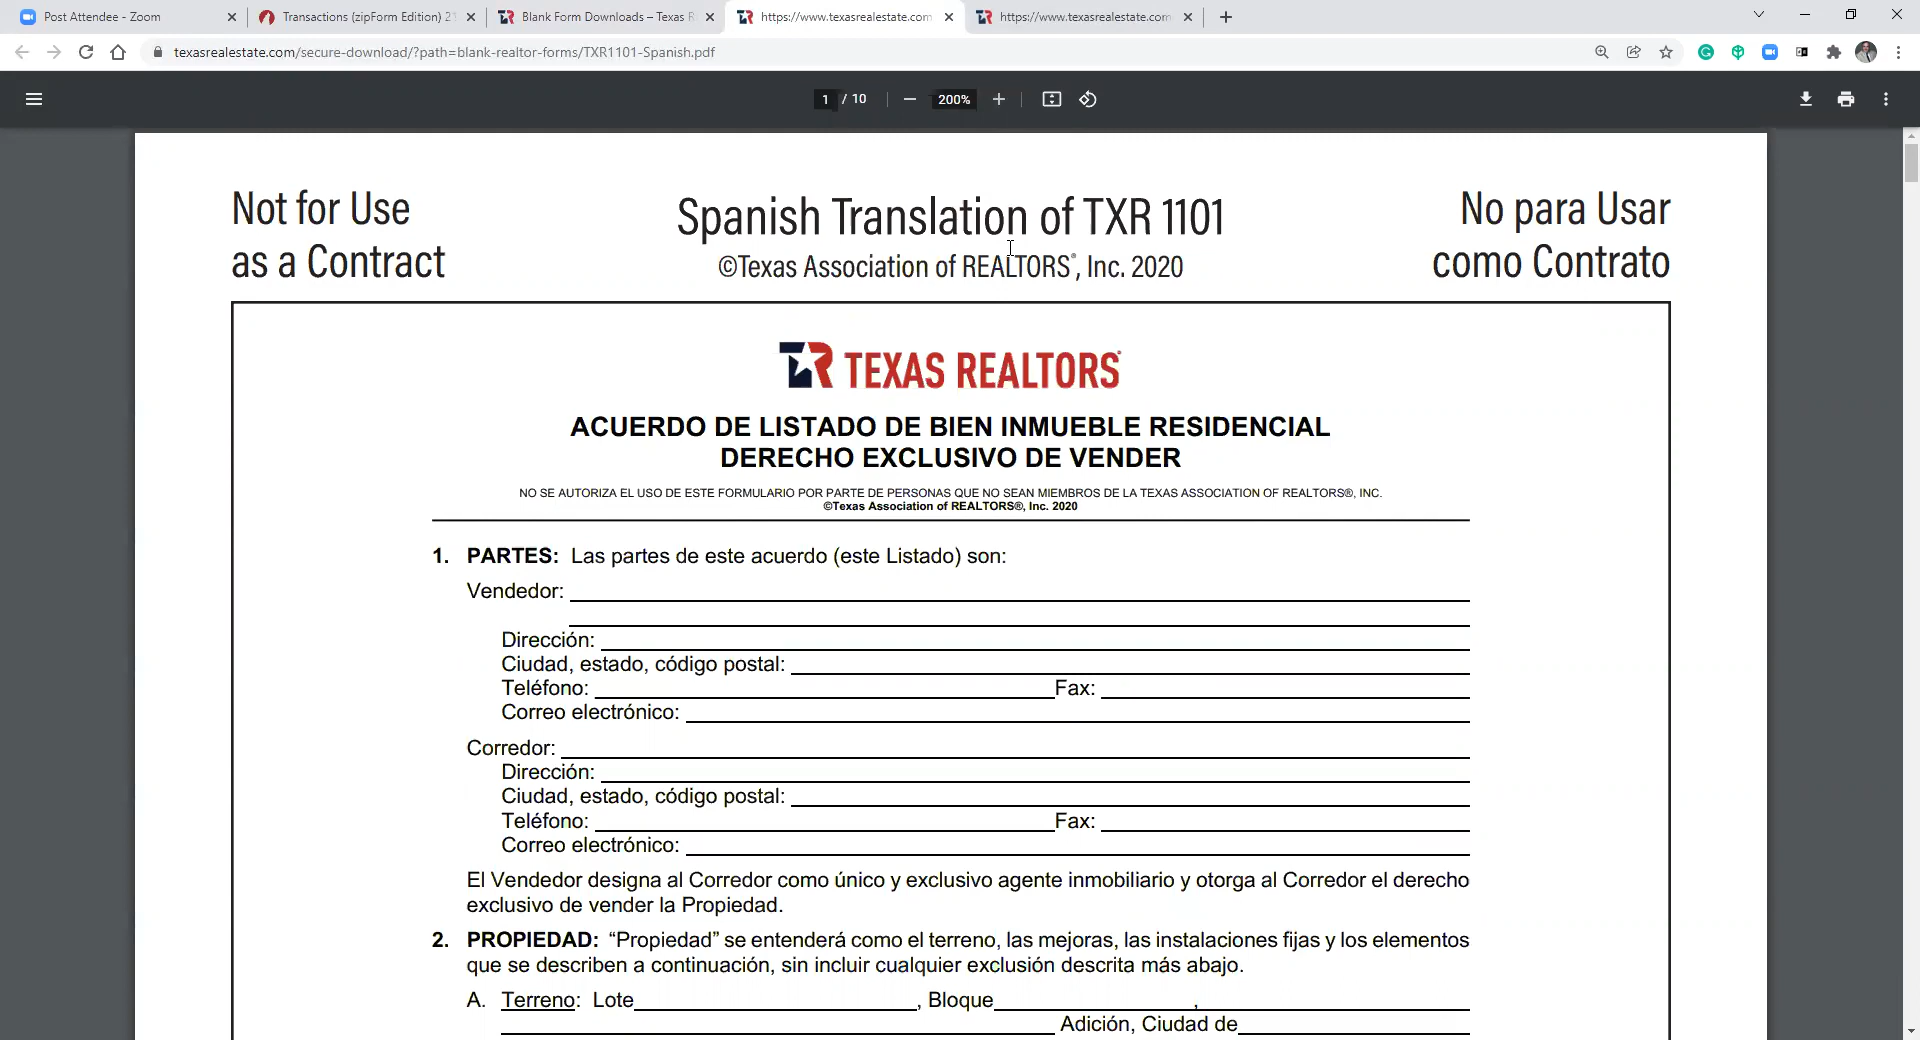 Post Attendee - Zoom
Transactions (zipForm Edition) 2
Blank Form Downloads – Texas R
https://www.texasrealestate.com
https://www.texasrealestate.com
texasrealestate.com/secure-download/?path=blank-realtor-forms/TXR1101-Spanish.pdf
1 / 10
200%
Not for Use
as a Contract
Spanish Translation of TXR 1101
©Texas Association of REALTORS®, Inc. 2020
No para Usar
como Contrato
TEXAS REALTORS®
ACUERDO DE LISTADO DE BIEN INMUEBLE RESIDENCIAL
DERECHO EXCLUSIVO DE VENDER
NO SE AUTORIZA EL USO DE ESTE FORMULARIO POR PARTE DE PERSONAS QUE NO SEAN MIEMBROS DE LA TEXAS ASSOCIATION OF REALTORS®, INC.
©Texas Association of REALTORS®, Inc. 2020
1. PARTES: Las partes de este acuerdo (este Listado) son:
Vendedor:
Dirección:
Ciudad, estado, código postal:
Teléfono: Fax:
Correo electrónico:
Corredor:
Dirección:
Ciudad, estado, código postal:
Teléfono: Fax:
Correo electrónico:
El Vendedor designa al Corredor como único y exclusivo agente inmobiliario y otorga al Corredor el derecho
exclusivo de vender la Propiedad.
2. PROPIEDAD: “Propiedad” se entenderá como el terreno, las mejoras, las instalaciones fijas y los elementos
que se describen a continuación, sin incluir cualquier exclusión descrita más abajo.
A. Terreno: Lote , Bloque ,
Adición, Ciudad de